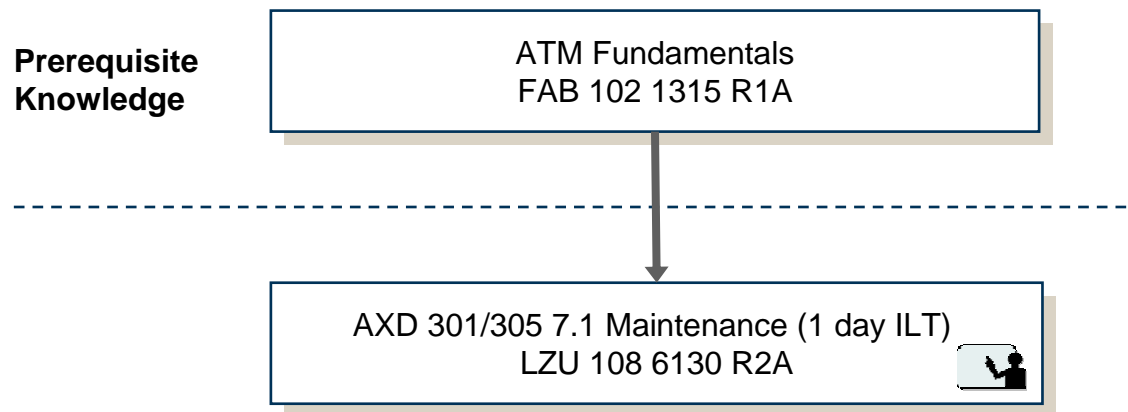 Prerequisite
Knowledge
ATM Fundamentals
FAB 102 1315 R1A
AXD 301/305 7.1 Maintenance (1 day ILT)
LZU 108 6130 R2A